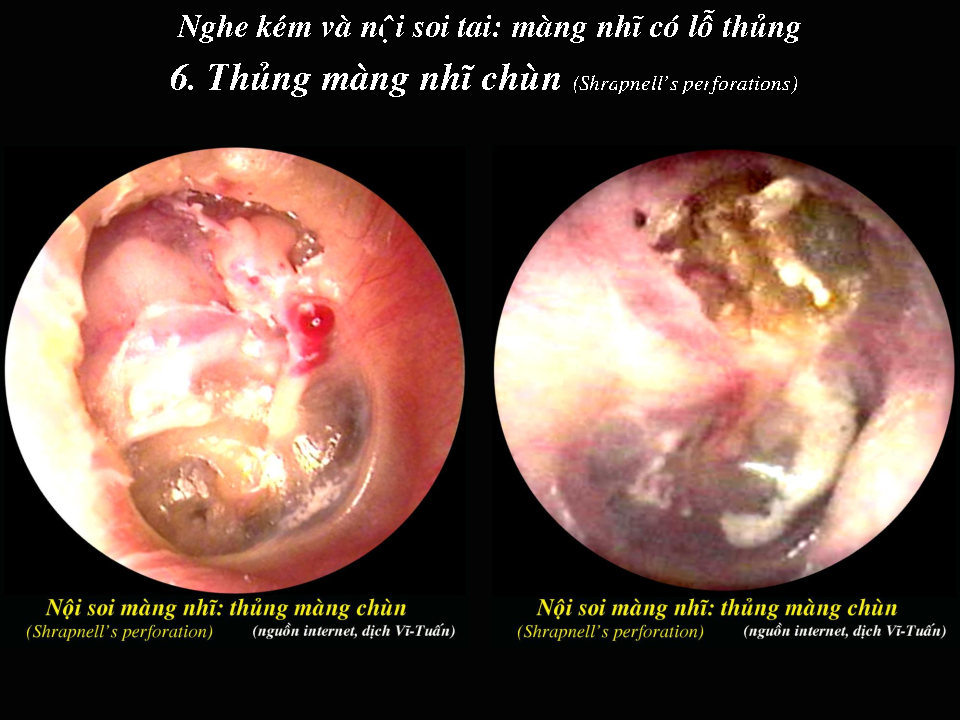 Nghe kém và nội soi tai: màng nhĩ có lỗ thủng
6. Thủng màng nhĩ chùn (Shrapnell's perforations)
Nội soi màng nhĩ: thủng màng chùn
(Shrapnell's perforation) (nguồn internet, dịch Vĩ-Tuấn)
Nội soi màng nhĩ: thủng màng chùn
(Shrapnell's perforation) (nguồn internet, dịch Vĩ-Tuấn)